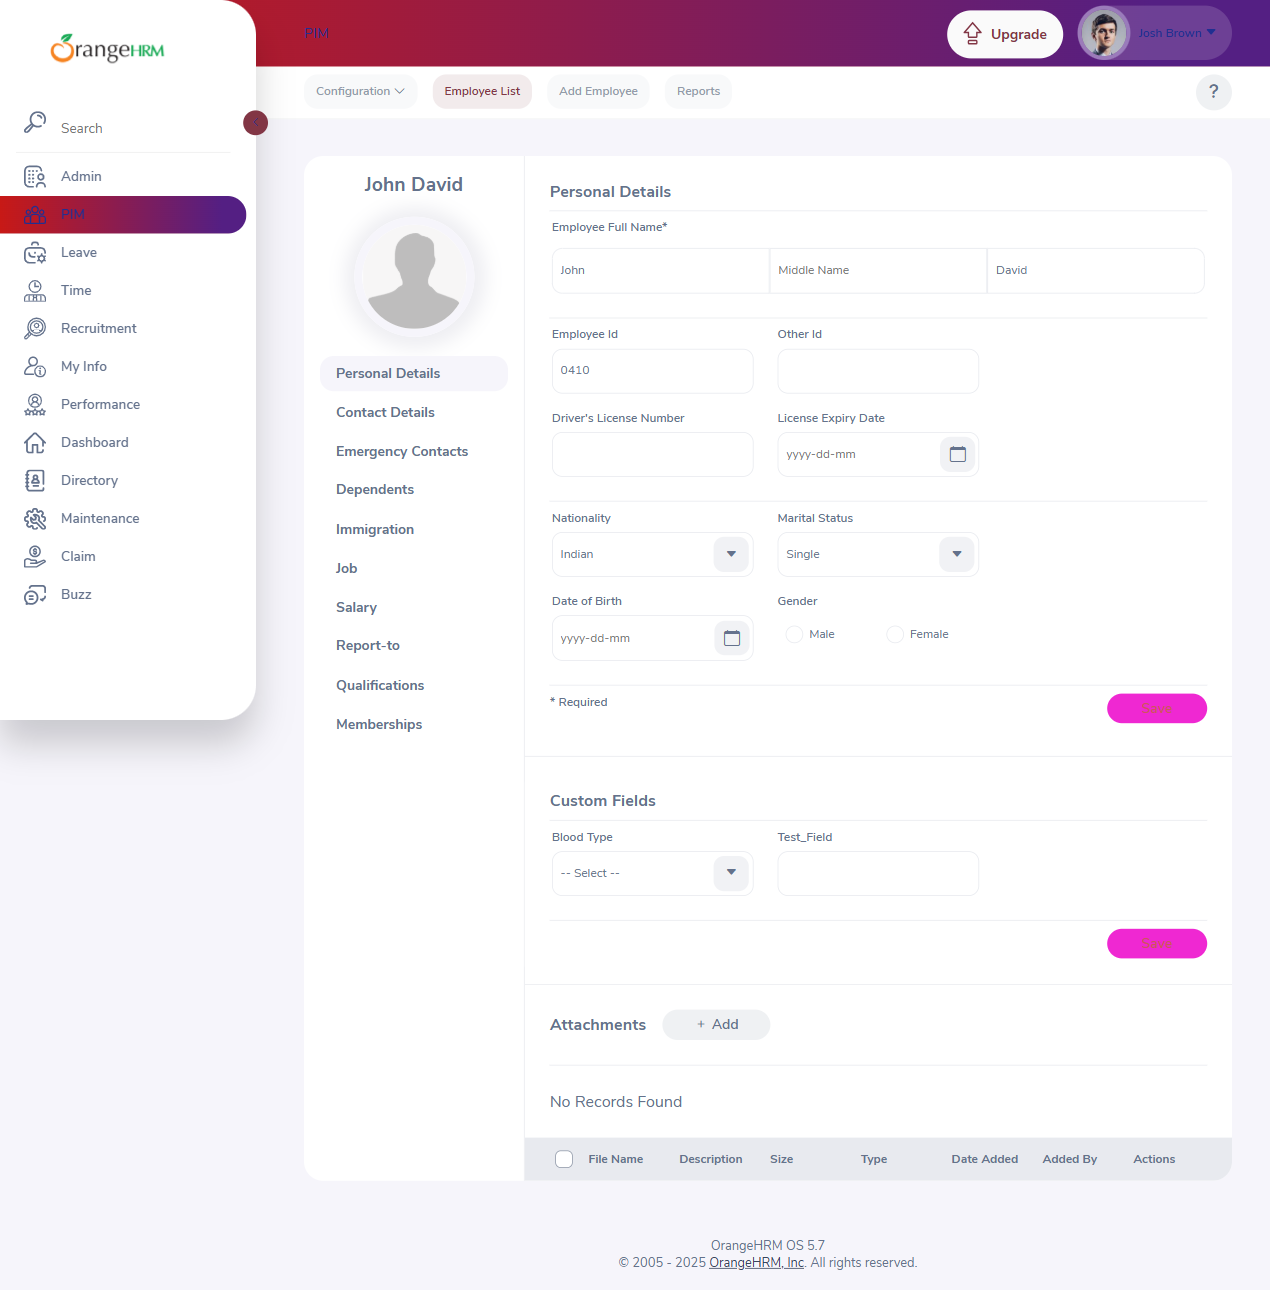 OrangeHRM
PIM
Upgrade
Josh Brown
Configuration
Employee List
Add Employee
Reports
?
Search
Admin
PIM
Leave
Time
Recruitment
My Info
Performance
Dashboard
Directory
Maintenance
Claim
Buzz
John David
Personal Details
Contact Details
Emergency Contacts
Dependents
Immigration
Job
Salary
Report-to
Qualifications
Memberships
Personal Details
Employee Full Name*
John Middle Name David
Employee Id Other Id
0410
Driver's License Number License Expiry Date
yyyy-dd-mm
Nationality Marital Status
Indian Single
Date of Birth Gender
yyyy-dd-mm Male Female
* Required Save
Custom Fields
Blood Type Test_Field
-- Select --
Save
Attachments + Add
No Records Found
File Name Description Size Type Date Added Added By Actions
OrangeHRM OS 5.7
© 2005 - 2025 OrangeHRM, Inc. All rights reserved.